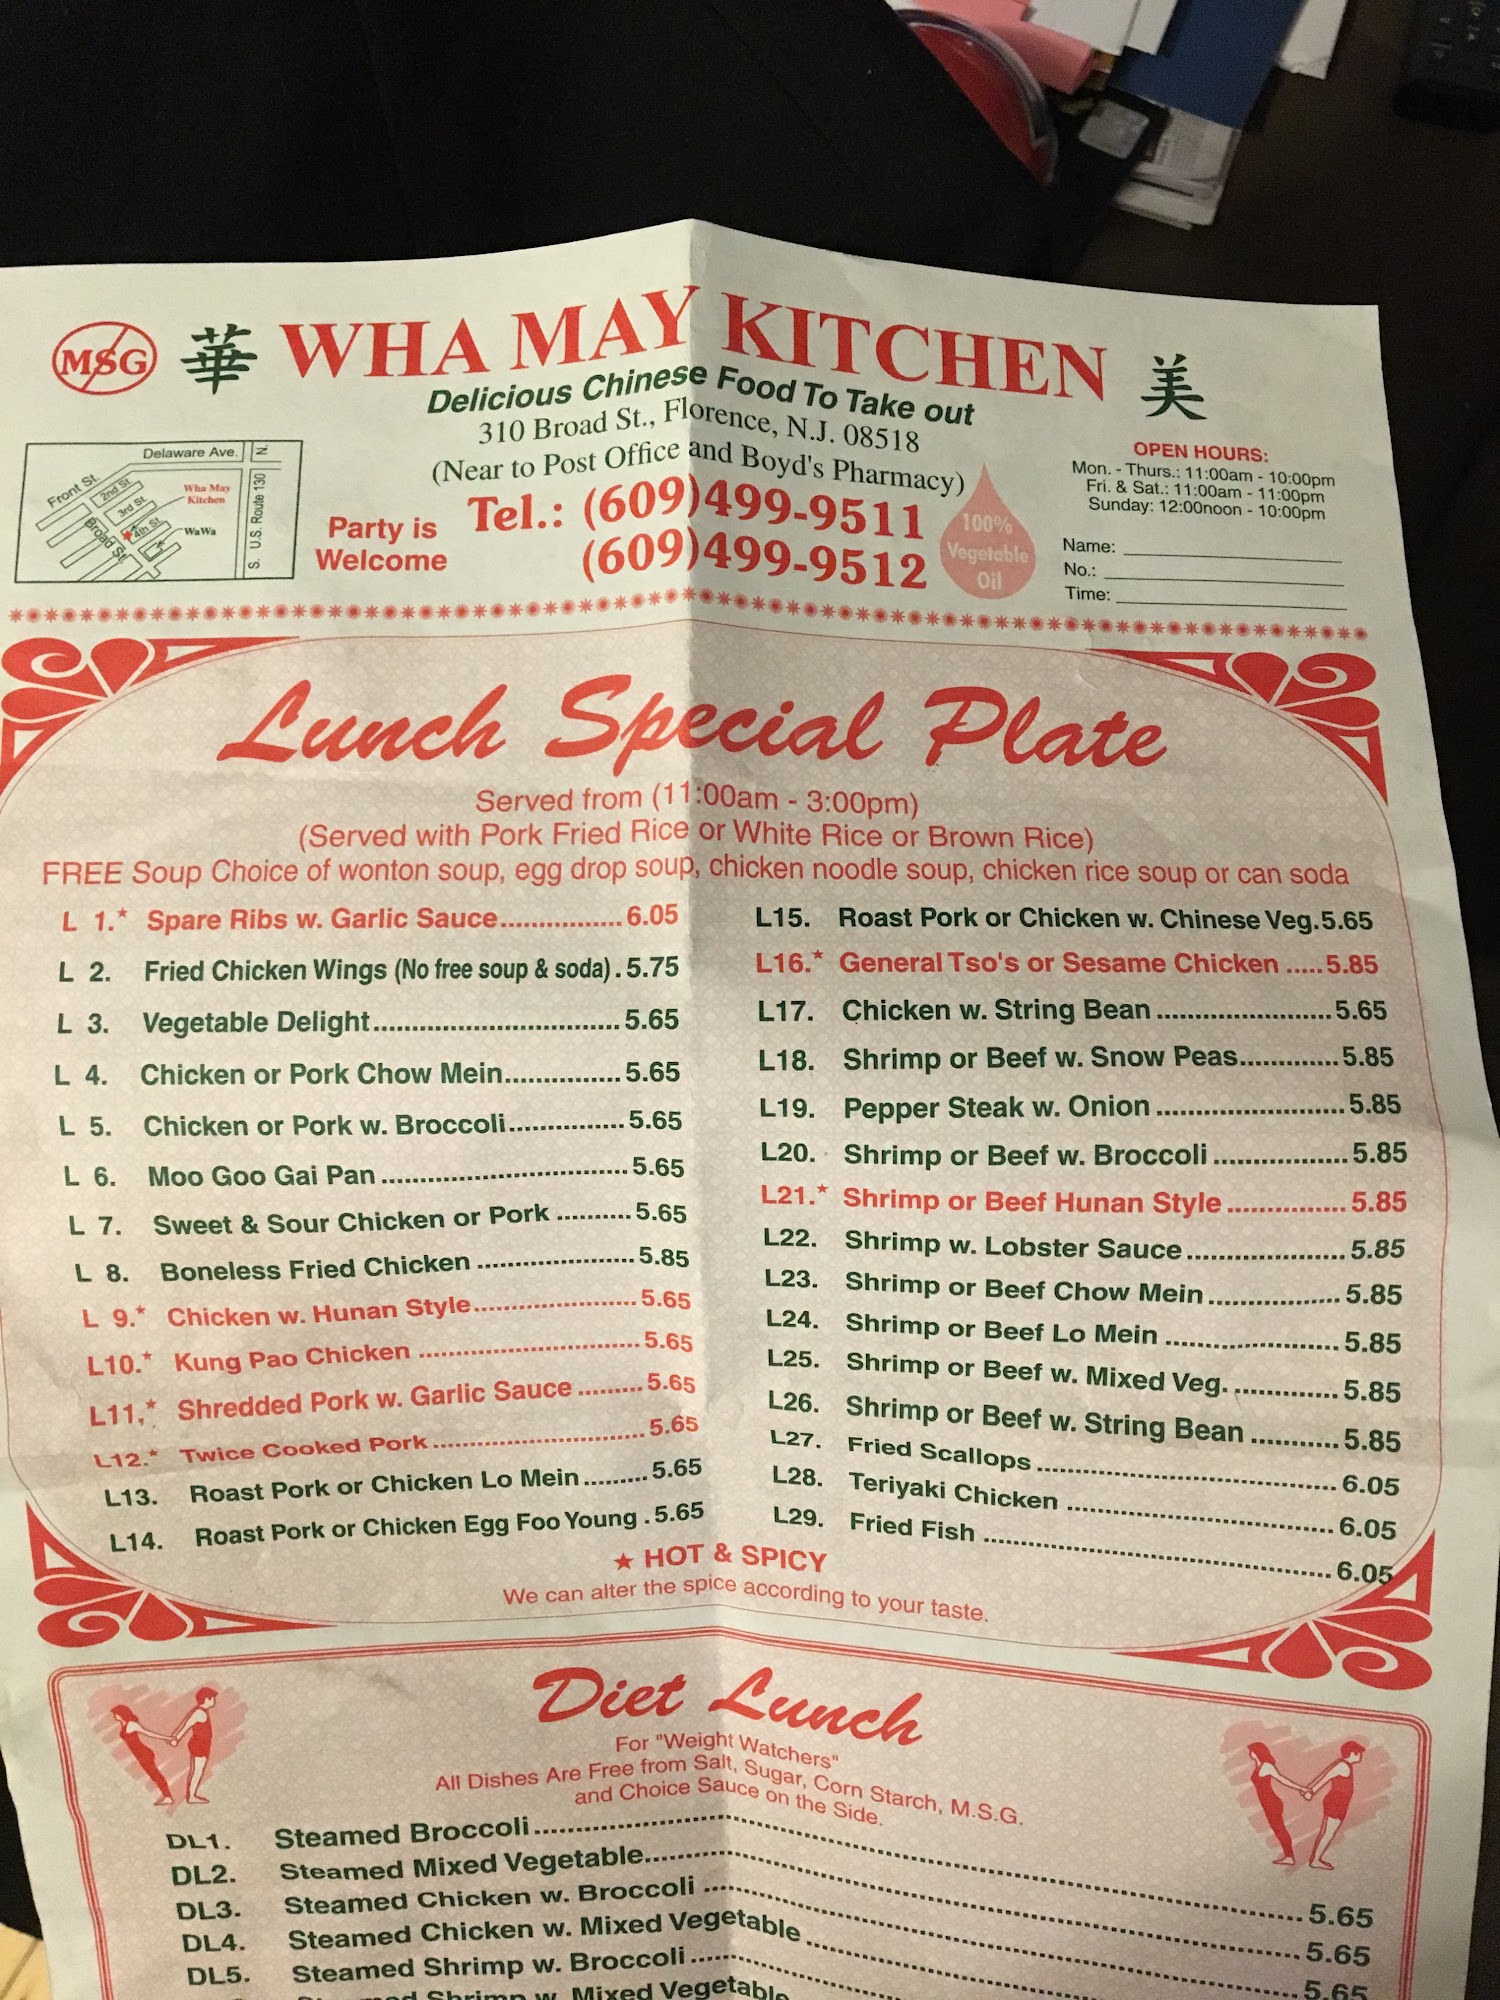 MSG 華 WHA MAY KITCHEN 美
Delicious Chinese Food To Take out
310 Broad St., Florence, N.J. 08518
(Near to Post Office and Boyd's Pharmacy)
Tel.: (609)499-9511
(609)499-9512
Party is
Welcome
Delaware Ave.
N.
Front St.
2nd St
3rd St
4th St.
Broad St.
Wha May
Kitchen
WaWa
S. U.S. Route 130
100%
Vegetable
Oil
OPEN HOURS:
Mon. - Thurs.: 11:00am - 10:00pm
Fri. & Sat.: 11:00am - 11:00pm
Sunday: 12:00noon - 10:00pm
Name:
No.:
Time:
Lunch Special Plate
Served from (11:00am - 3:00pm)
(Served with Pork Fried Rice or White Rice or Brown Rice)
FREE Soup Choice of wonton soup, egg drop soup, chicken noodle soup, chicken rice soup or can soda
L 1.* Spare Ribs w. Garlic Sauce 6.05
L 2. Fried Chicken Wings (No free soup & soda) 5.75
L 3. Vegetable Delight 5.65
L 4. Chicken or Pork Chow Mein 5.65
L 5. Chicken or Pork w. Broccoli 5.65
L 6. Moo Goo Gai Pan 5.65
L 7. Sweet & Sour Chicken or Pork 5.65
L 8. Boneless Fried Chicken 5.85
L 9.* Chicken w. Hunan Style 5.65
L10.* Kung Pao Chicken 5.65
L11,* Shredded Pork w. Garlic Sauce 5.65
L12.* Twice Cooked Pork 5.65
L13. Roast Pork or Chicken Lo Mein 5.65
L14. Roast Pork or Chicken Egg Foo Young 5.65
L15. Roast Pork or Chicken w. Chinese Veg. 5.65
L16.* General Tso's or Sesame Chicken 5.85
L17. Chicken w. String Bean 5.65
L18. Shrimp or Beef w. Snow Peas 5.85
L19. Pepper Steak w. Onion 5.85
L20. Shrimp or Beef w. Broccoli 5.85
L21.* Shrimp or Beef Hunan Style 5.85
L22. Shrimp w. Lobster Sauce 5.85
L23. Shrimp or Beef Chow Mein 5.85
L24. Shrimp or Beef Lo Mein 5.85
L25. Shrimp or Beef w. Mixed Veg. 5.85
L26. Shrimp or Beef w. String Bean 5.85
L27. Fried Scallops 6.05
L28. Teriyaki Chicken 6.05
L29. Fried Fish 6.05
★ HOT & SPICY
We can alter the spice according to your taste.
Diet Lunch
For "Weight Watchers"
All Dishes Are Free from Salt, Sugar, Corn Starch, M.S.G.
and Choice Sauce on the Side.
DL1. Steamed Broccoli 5.65
DL2. Steamed Mixed Vegetable 5.65
DL3. Steamed Chicken w. Broccoli 5.65
DL4. Steamed Chicken w. Mixed Vegetable
DL5. Steamed Shrimp w. Broccoli
Shrimp w. Mixed Vegetable